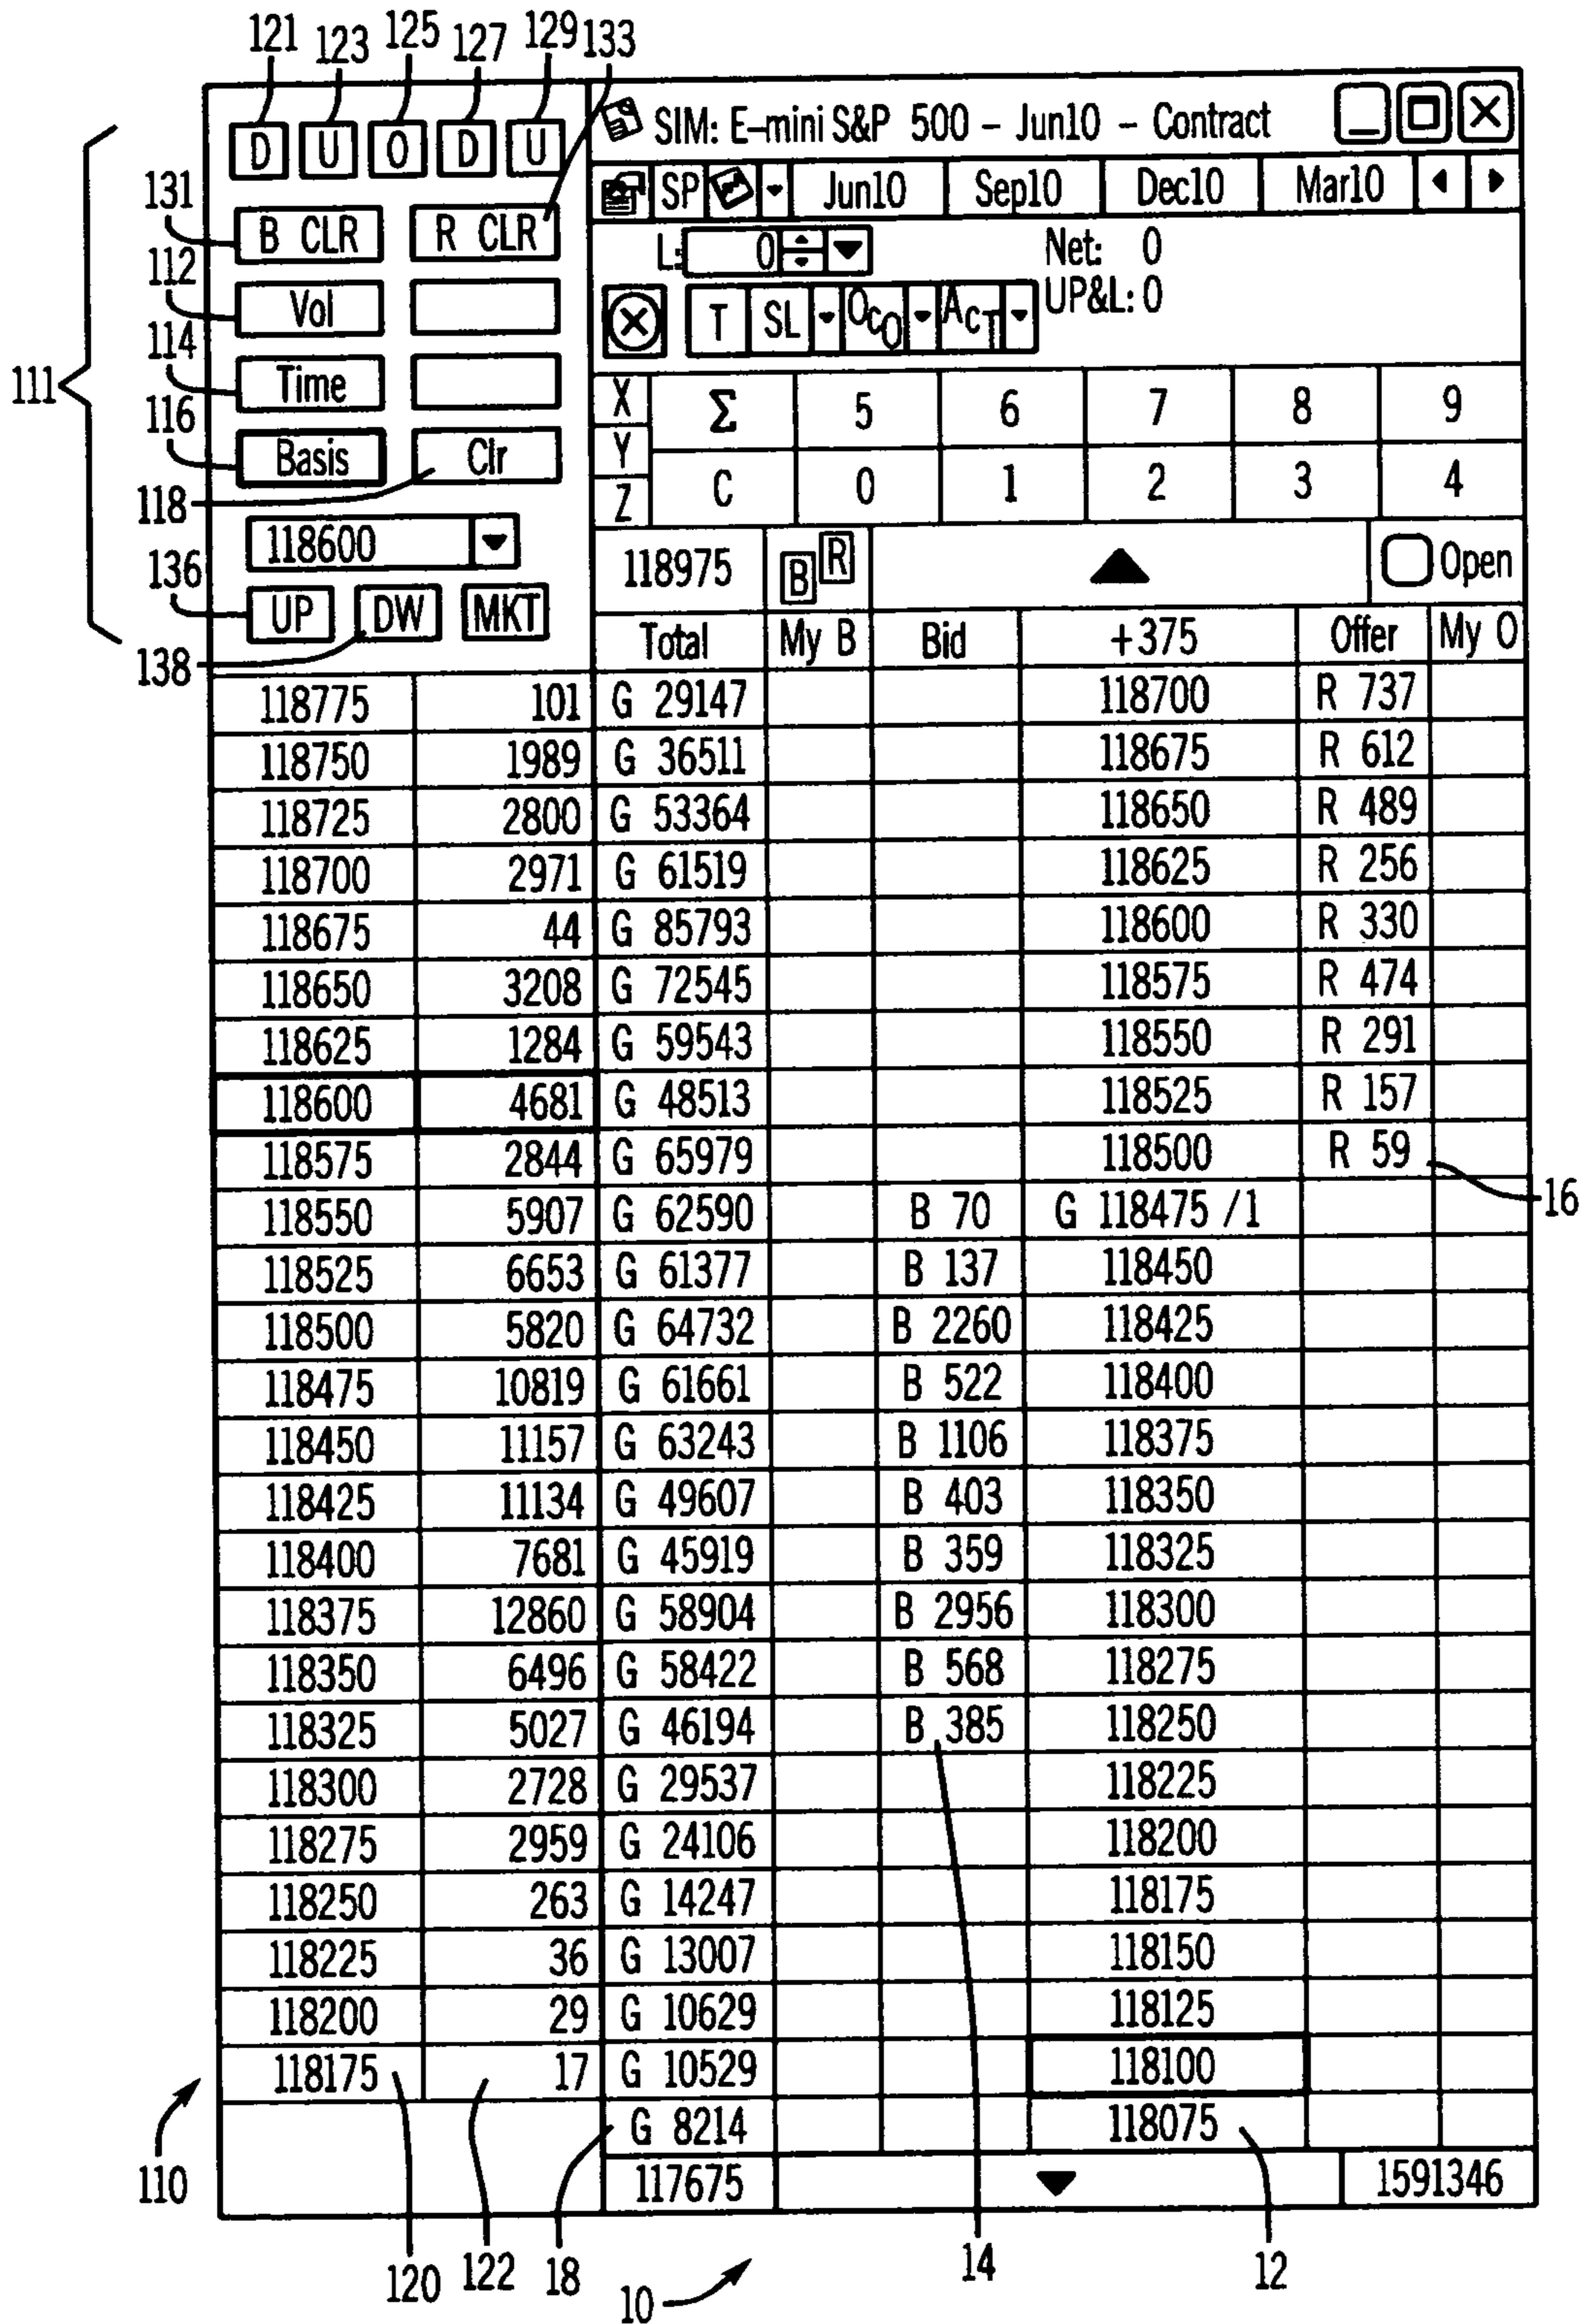 121 123 125 127 129 133
D U O D U SIM: E-mini S&P 500 - Jun10 - Contract
SP Jun10 Sep10 Dec10 Mar10
131 B CLR R CLR L: 0 Net: 0
112 Vol T SL OCO ACT UP&L: 0
111 114 Time X Σ 5 6 7 8 9
116 Basis Clr Y
118 Z C 0 1 2 3 4
118600 118975 B R Open
136 UP DW MKT Total My B Bid +375 Offer My O
138
118775 101 G 29147 118700 R 737
118750 1989 G 36511 118675 R 612
118725 2800 G 53364 118650 R 489
118700 2971 G 61519 118625 R 256
118675 44 G 85793 118600 R 330
118650 3208 G 72545 118575 R 474
118625 1284 G 59543 118550 R 291
118600 4681 G 48513 118525 R 157
118575 2844 G 65979 118500 R 59
16
118550 5907 G 62590 B 70 G 118475 /1
118525 6653 G 61377 B 137 118450
118500 5820 G 64732 B 2260 118425
118475 10819 G 61661 B 522 118400
118450 11157 G 63243 B 1106 118375
118425 11134 G 49607 B 403 118350
118400 7681 G 45919 B 359 118325
118375 12860 G 58904 B 2956 118300
118350 6496 G 58422 B 568 118275
118325 5027 G 46194 B 385 118250
118300 2728 G 29537 118225
118275 2959 G 24106 118200
118250 263 G 14247 118175
118225 36 G 13007 118150
118200 29 G 10629 118125
118175 17 G 10529 118100
G 8214 118075
110 117675 1591346
120 122 18 10 14 12